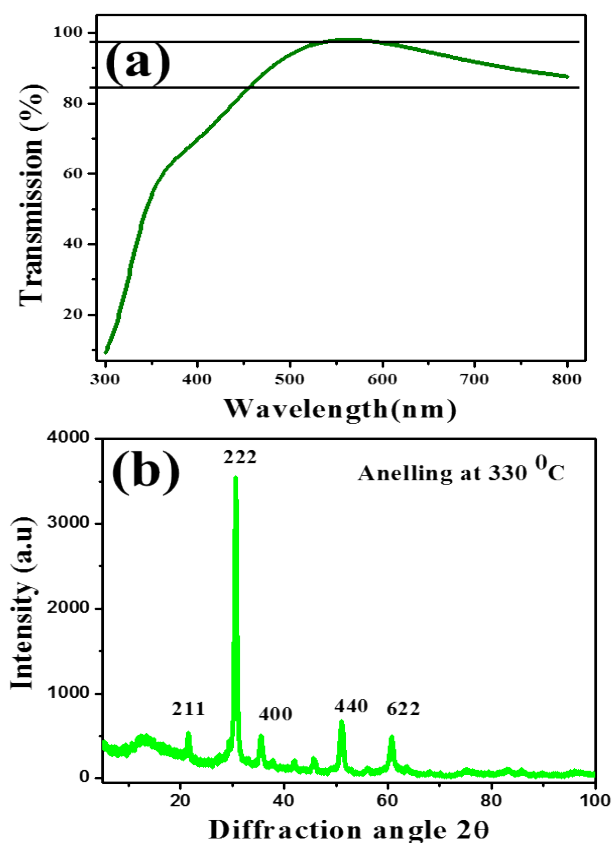 (a)
Transmission (%)
100
80
60
40
20
300 400 500 600 700 800
Wavelength(nm)
(b)
222
Anelling at 330 ⁰C
Intensity (a.u)
4000
3000
2000
1000
0
211
400
440
622
20 40 60 80 100
Diffraction angle 2θ